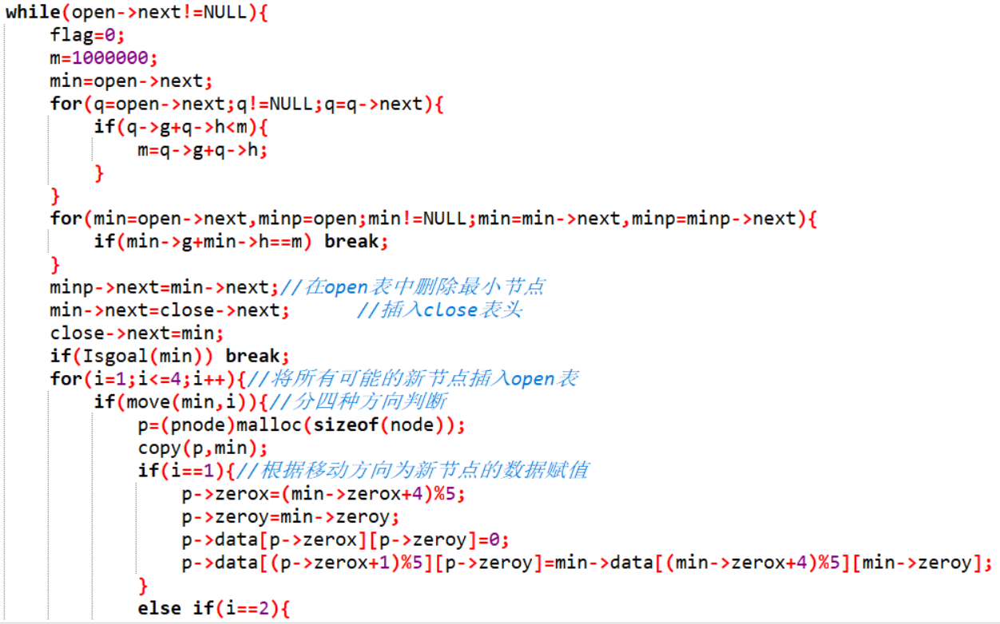 while(open->next!=NULL){
flag=0;
m=1000000;
min=open->next;
for(q=open->next;q!=NULL;q=q->next){
if(q->g+q->h<m){
m=q->g+q->h;
}
}
for(min=open->next,minp=open;min!=NULL;min=min->next,minp=minp->next){
if(min->g+min->h==m) break;
}
minp->next=min->next;//在open表中删除最小节点
min->next=close->next;      //插入close表头
close->next=min;
if(Isgoal(min)) break;
for(i=1;i<=4;i++){//将所有可能的新节点插入open表
if(move(min,i)){//分四种方向判断
p=(pnode)malloc(sizeof(node));
copy(p,min);
if(i==1){//根据移动方向为新节点的数据赋值
p->zerox=(min->zerox+4)%5;
p->zeroy=min->zeroy;
p->data[p->zerox][p->zeroy]=0;
p->data[(p->zerox+1)%5][p->zeroy]=min->data[(min->zerox+4)%5][min->zeroy];
}
else if(i==2){